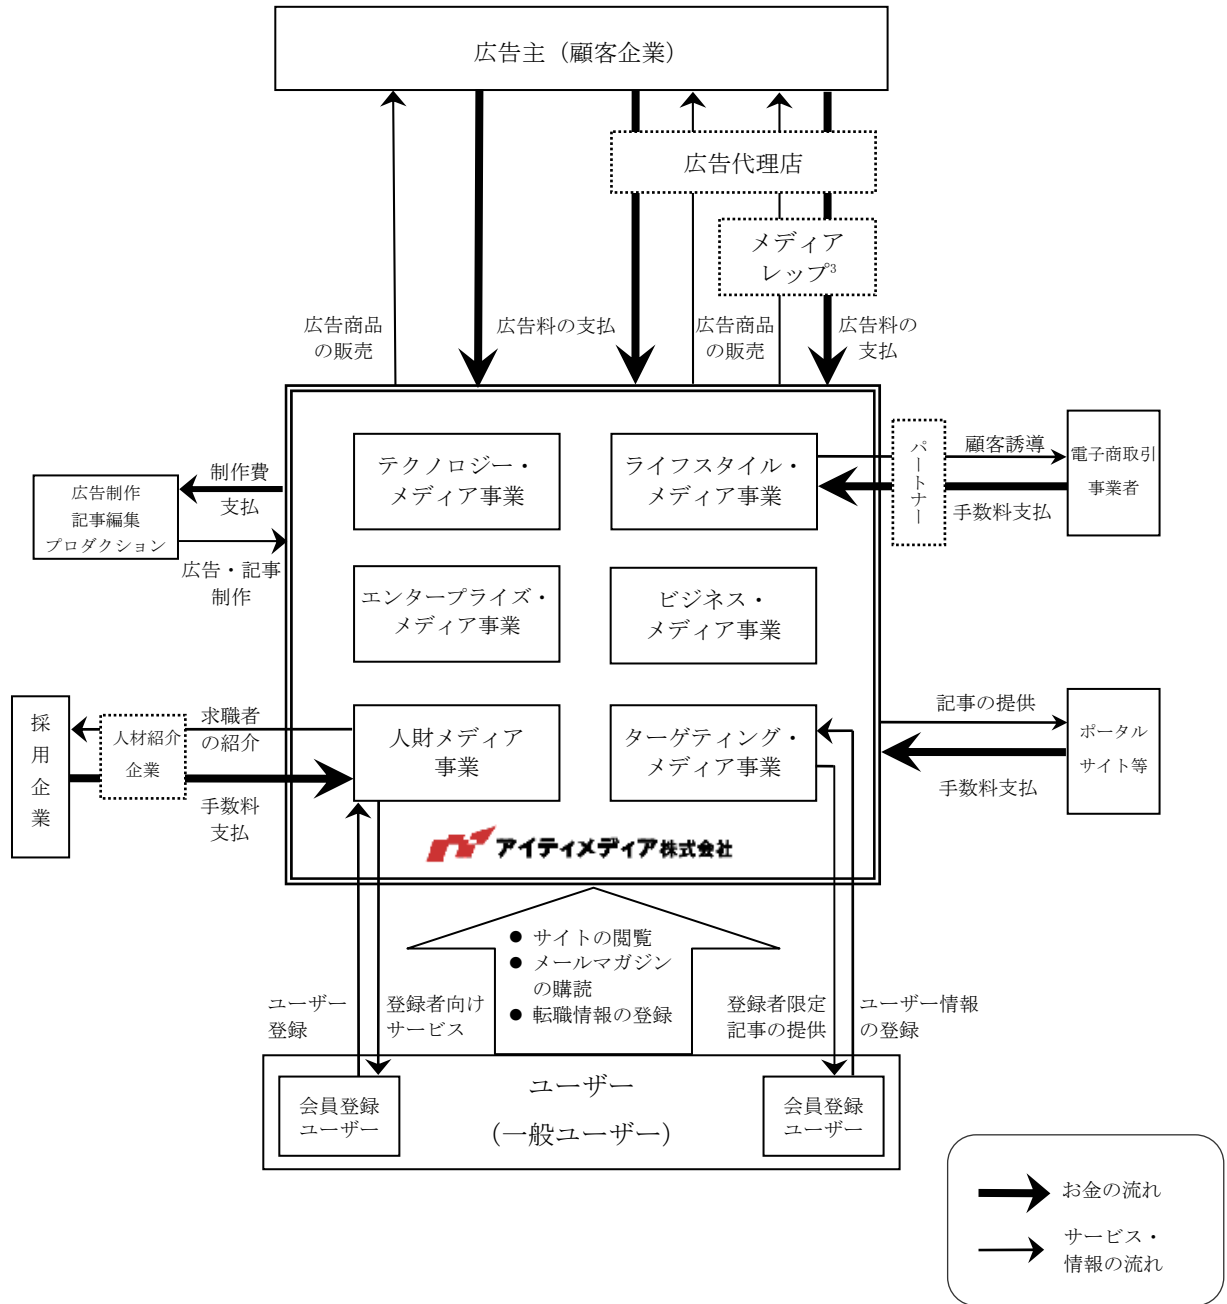 広告主（顧客企業）
広告代理店
メディア
レップ3
広告商品
の販売
広告料の支払
広告商品
の販売
広告料の
支払
テクノロジー・
メディア事業
ライフスタイル・
メディア事業
パートナー
顧客誘導
手数料支払
電子商取引
事業者
制作費
支払
広告制作
記事編集
プロダクション
広告・記事
制作
エンタープライズ・
メディア事業
ビジネス・
メディア事業
採用企業
人材紹介
企業
求職者
の紹介
手数料
支払
人財メディア
事業
ターゲティング・
メディア事業
記事の提供
手数料支払
ポータル
サイト等
アイティメディア株式会社
● サイトの閲覧
● メールマガジン
の購読
● 転職情報の登録
ユーザー
登録
登録者向け
サービス
登録者限定
記事の提供
ユーザー情報
の登録
ユーザー
（一般ユーザー）
会員登録
ユーザー
会員登録
ユーザー
お金の流れ
サービス・
情報の流れ